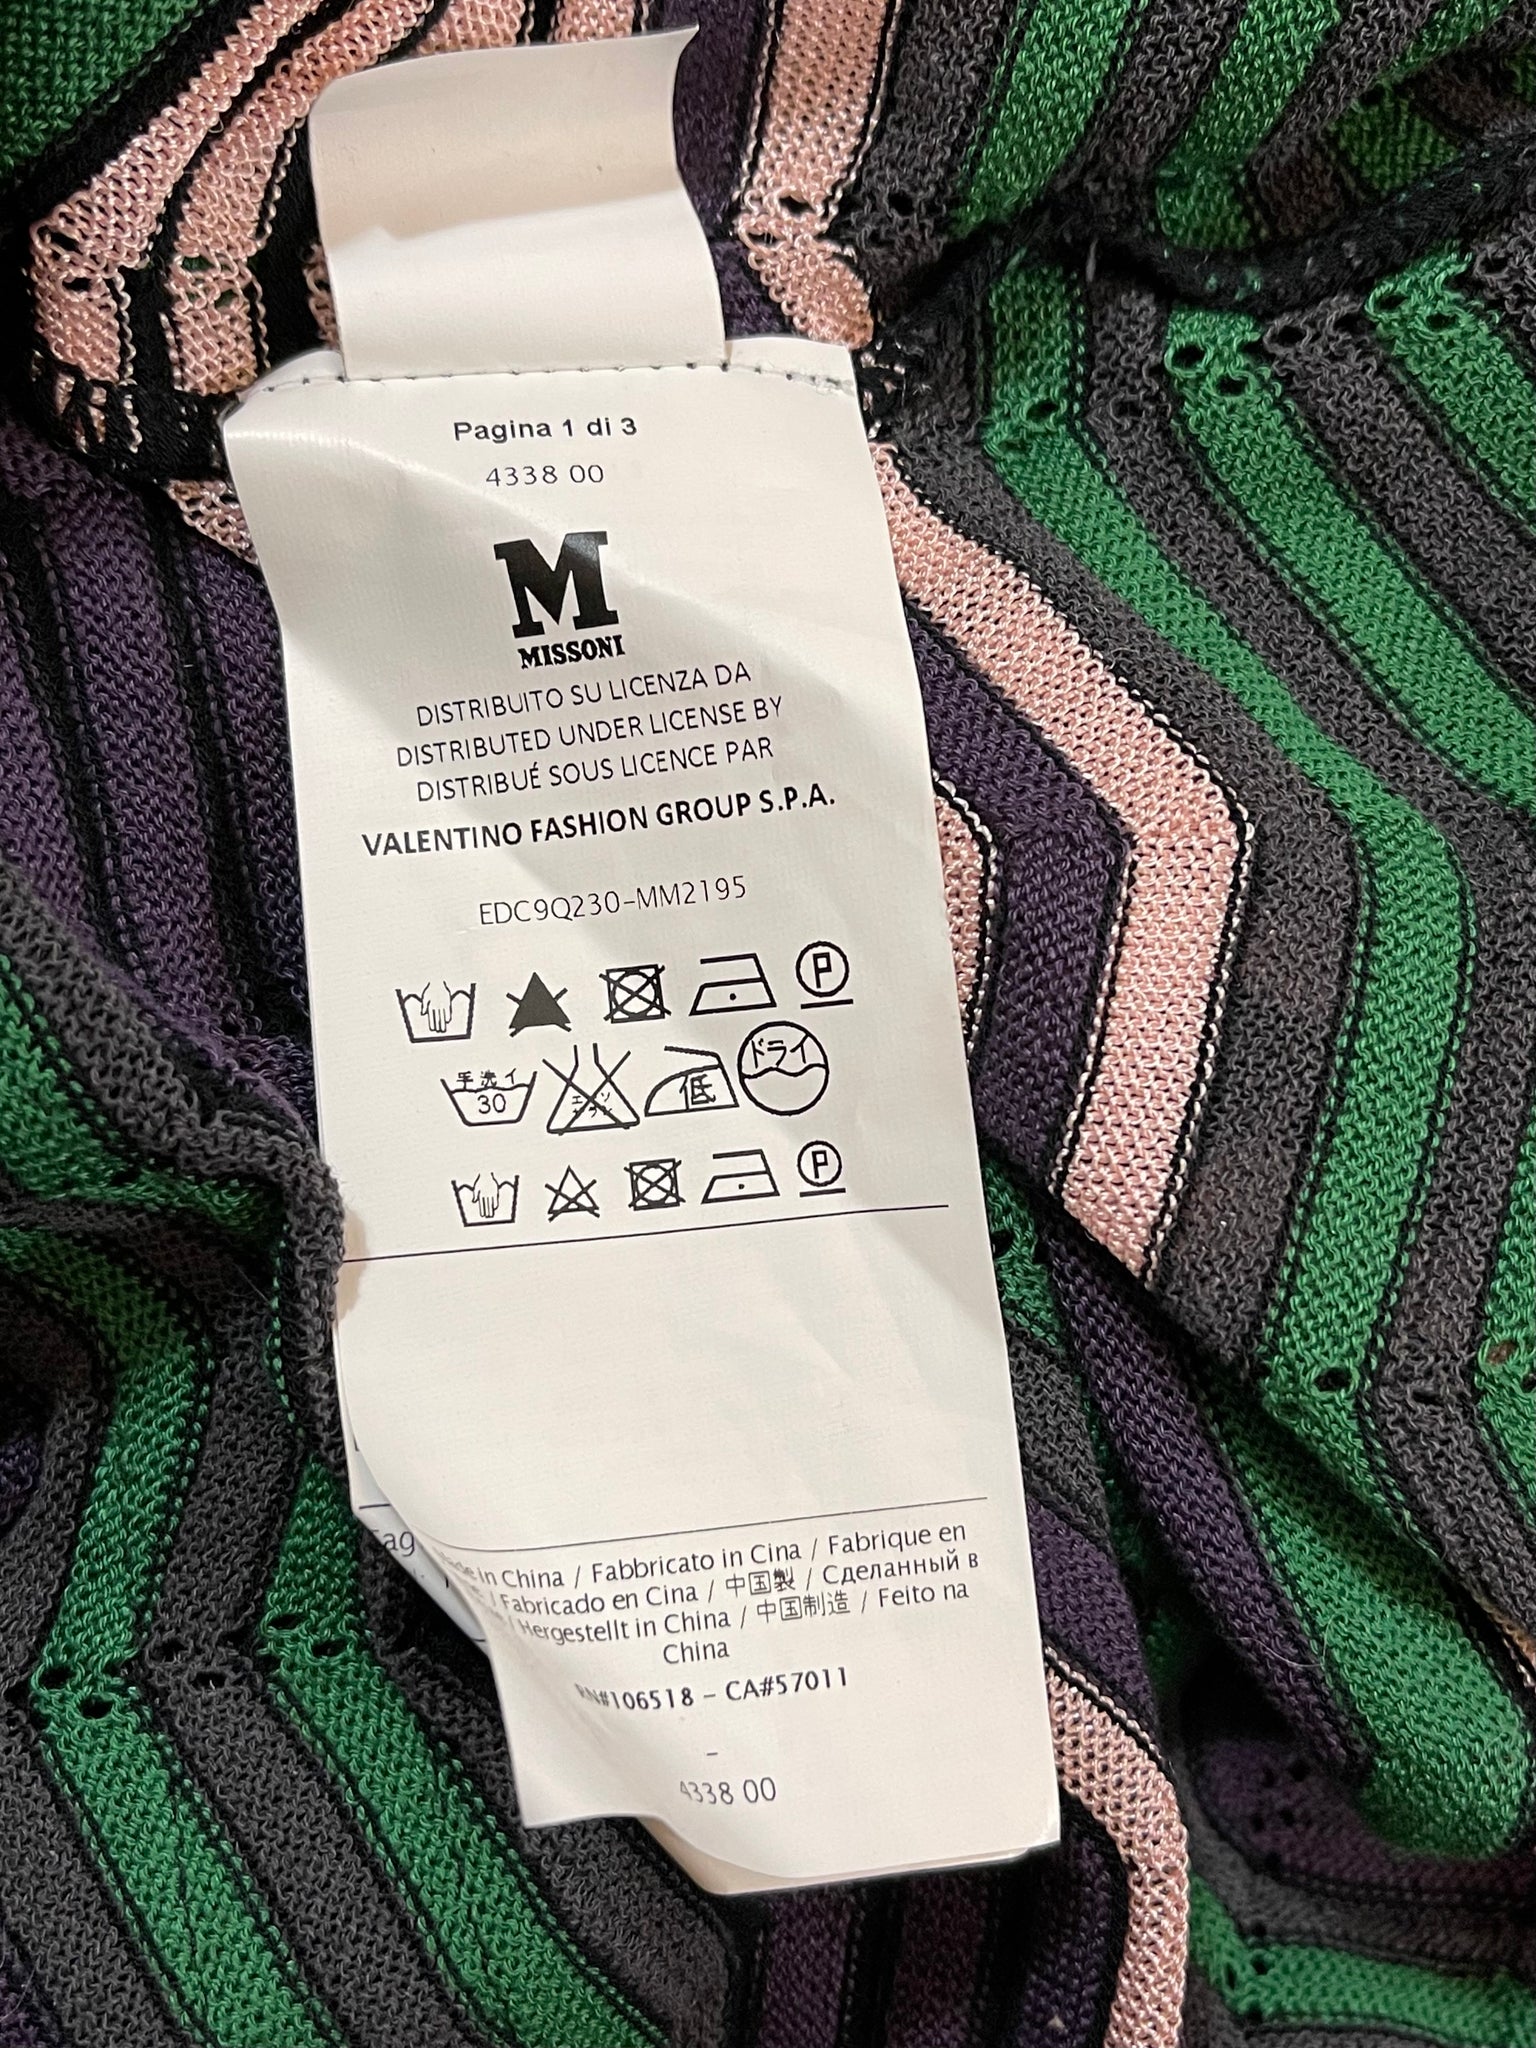 Pagina 1 di 3
4338 00
M
MISSONI
DISTRIBUITO SU LICENZA DA
DISTRIBUTED UNDER LICENSE BY
DISTRIBUÉ SOUS LICENCE PAR
VALENTINO FASHION GROUP S.P.A.
EDC9Q230-MM2195
P
手洗イ
30
低
ドライ
P
in China / Fabbricato in Cina / Fabrique en
/ Fabricado en Cina / 中国製 / Сделанный в
/ Hergestellt in China / 中国制造 / Feito na
China
RN#106518 - CA#57011
-
4338 00